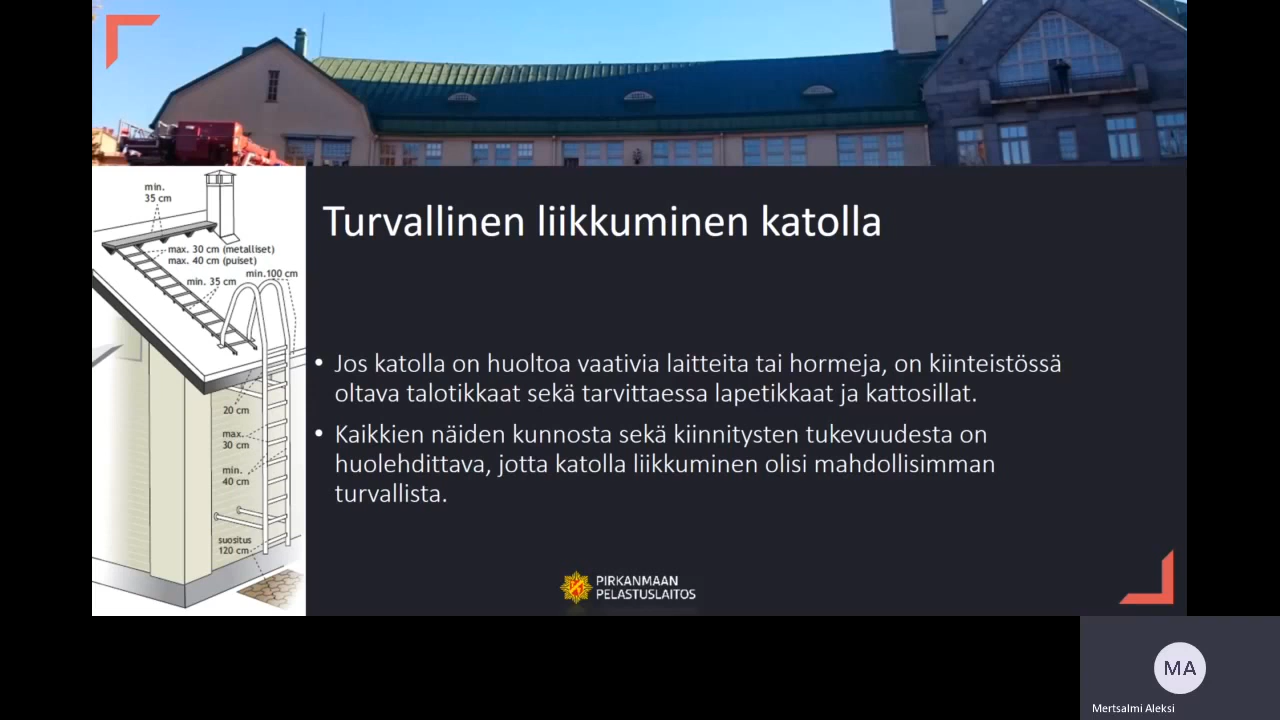 min.
35 cm
max. 30 cm (metalliset)
max. 40 cm (puiset)
min.100 cm
min. 35 cm
20 cm
max.
30 cm
min.
40 cm
suositus
120 cm
Turvallinen liikkuminen katolla
• Jos katolla on huoltoa vaativia laitteita tai hormeja, on kiinteistössä
oltava talotikkaat sekä tarvittaessa lapetikkaat ja kattosillat.
• Kaikkien näiden kunnosta sekä kiinnitysten tukevuudesta on
huolehdittava, jotta katolla liikkuminen olisi mahdollisimman
turvallista.
PIRKANMAAN
PELASTUSLAITOS
MA
Mertsalmi Aleksi